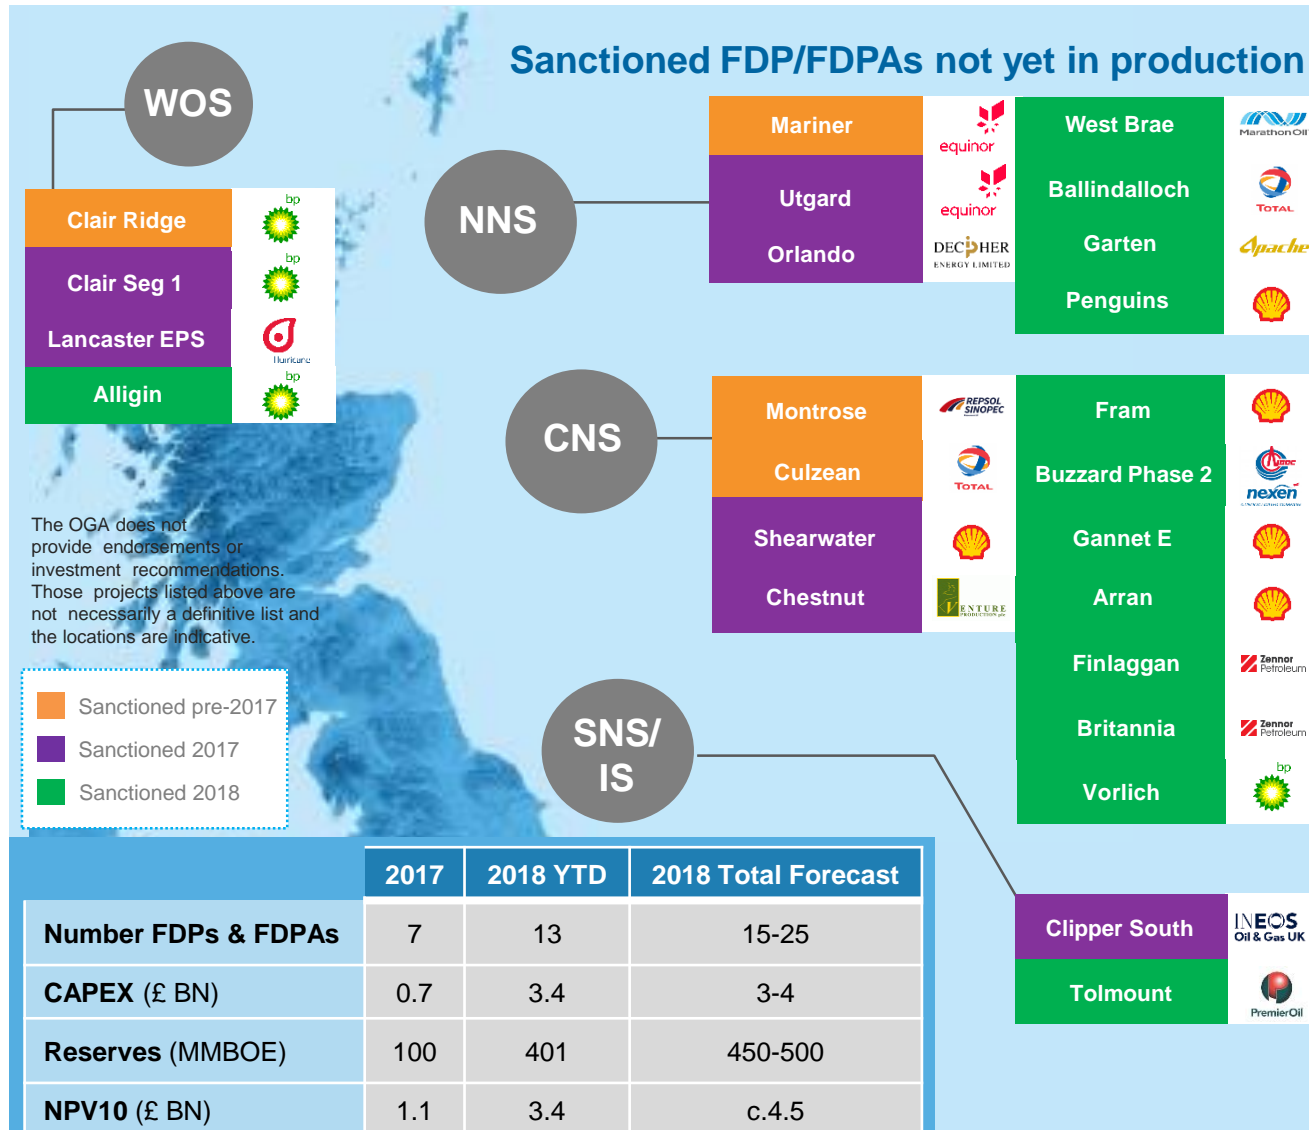 Sanctioned FDP/FDPAs not yet in production
WOS
Clair Ridge
bp
Clair Seg 1
bp
Lancaster EPS
Hurricane
Alligin
bp
NNS
Mariner
equinor
Utgard
equinor
Orlando
DECIPHER
ENERGY LIMITED
West Brae
Marathon Oil
Ballindalloch
TOTAL
Garten
Apache
Penguins
CNS
Montrose
REPSOL
SINOPEC
Culzean
TOTAL
Shearwater
Chestnut
VENTURE
PRODUCTION plc
Fram
Buzzard Phase 2
nexen
Gannet E
Arran
Finlaggan
Zennor
Petroleum
Britannia
Zennor
Petroleum
Vorlich
bp
SNS/
IS
Clipper South
INEOS
Oil & Gas UK
Tolmount
PremierOil
The OGA does not
provide endorsements or
investment recommendations.
Those projects listed above are
not necessarily a definitive list and
the locations are indicative.
Sanctioned pre-2017
Sanctioned 2017
Sanctioned 2018
2017 2018 YTD 2018 Total Forecast
Number FDPs & FDPAs 7 13 15-25
CAPEX (£ BN) 0.7 3.4 3-4
Reserves (MMBOE) 100 401 450-500
NPV10 (£ BN) 1.1 3.4 c.4.5